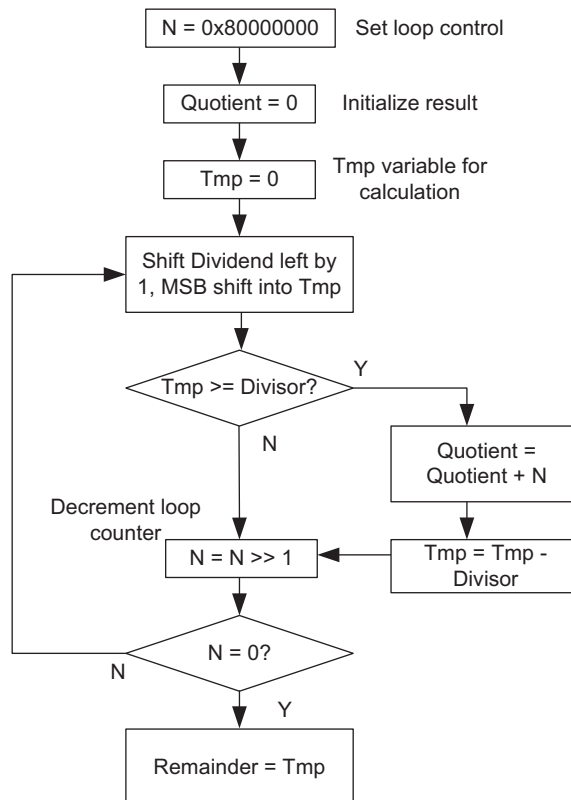 N = 0x80000000
Set loop control
Quotient = 0
Initialize result
Tmp = 0
Tmp variable for
calculation
Shift Dividend left by
1, MSB shift into Tmp
Tmp >= Divisor?
Y
N
Quotient =
Quotient + N
Tmp = Tmp -
Divisor
Decrement loop
counter
N = N >> 1
N = 0?
N
Y
Remainder = Tmp